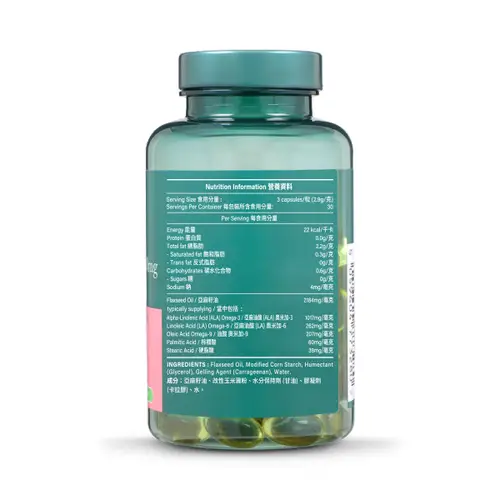 Nutrition Information 營養資料
Serving Size 食用分量: 3 capsules/粒 (2.9g/克)
Servings Per Container 每包裝所含食用分量: 30
Per Serving 每食用分量
Energy 能量 22 kcal/千卡
Protein 蛋白質 0.0g/克
Total fat 總脂肪 2.2g/克
- Saturated fat 飽和脂肪 0.3g/克
- Trans fat 反式脂肪 0g/克
Carbohydrates 碳水化合物 0.6g/克
- Sugars 糖 0g/克
Sodium 鈉 4mg/毫克
Flaxseed Oil / 亞麻籽油 2184mg/毫克
typically supplying / 當中包括:
Alpha-Linolenic Acid (ALA) Omega-3 / 亞麻油酸 (ALA) 奧米加-3 1017mg/毫克
Linoleic Acid (LA) Omega-6 / 亞麻油酸 (LA) 奧米加-6 262mg/毫克
Oleic Acid Omega-9 / 油酸 奧米加-9 207mg/毫克
Palmitic Acid / 棕櫚酸 60mg/毫克
Stearic Acid / 硬脂酸 39mg/毫克
INGREDIENTS : Flaxseed Oil, Modified Corn Starch, Humectant
(Glycerol), Gelling Agent (Carrageenan), Water.
成分:亞麻籽油、改性玉米澱粉、水分保持劑 (甘油)、膠凝劑
(卡拉膠)、水。
mg